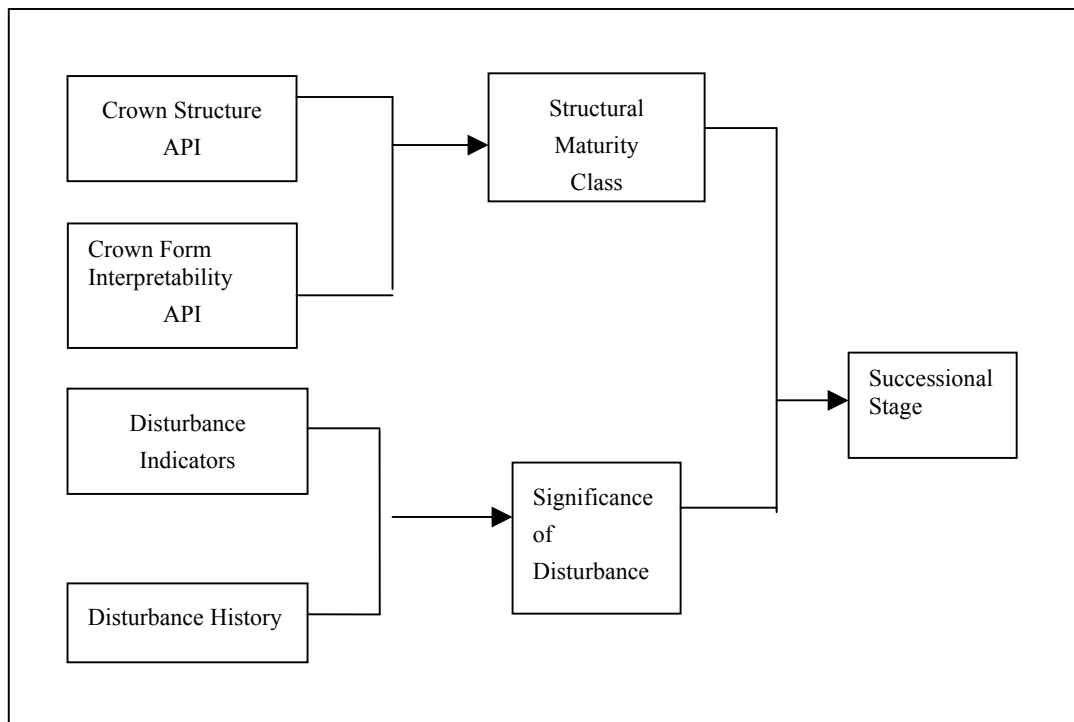 Crown Structure
API
Structural
Maturity
Class
Crown Form
Interpretability
API
Successional
Stage
Disturbance
Indicators
Significance
of
Disturbance
Disturbance History